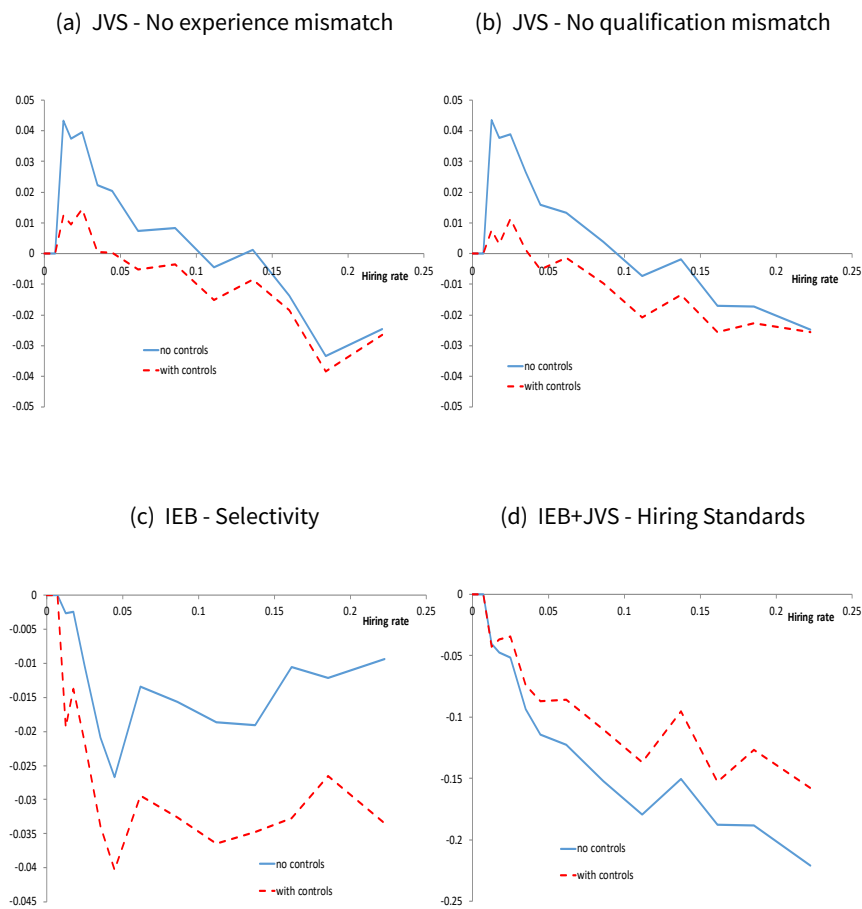 (a) JVS - No experience mismatch
0.05
0.04
0.03
0.02
0.01
0
-0.01
-0.02
-0.03
-0.04
-0.05
0 0.05 0.1 0.15 0.2 0.25
Hiring rate
no controls
with controls
(b) JVS - No qualification mismatch
0.05
0.04
0.03
0.02
0.01
0
-0.01
-0.02
-0.03
-0.04
-0.05
0 0.05 0.1 0.15 0.2 0.25
Hiring rate
no controls
with controls
(c) IEB - Selectivity
0
-0.005
-0.01
-0.015
-0.02
-0.025
-0.03
-0.035
-0.04
-0.045
0 0.05 0.1 0.15 0.2 0.25
Hiring rate
no controls
with controls
(d) IEB+JVS - Hiring Standards
0
-0.05
-0.1
-0.15
-0.2
-0.25
0 0.05 0.1 0.15 0.2 0.25
Hiring rate
no controls
with controls